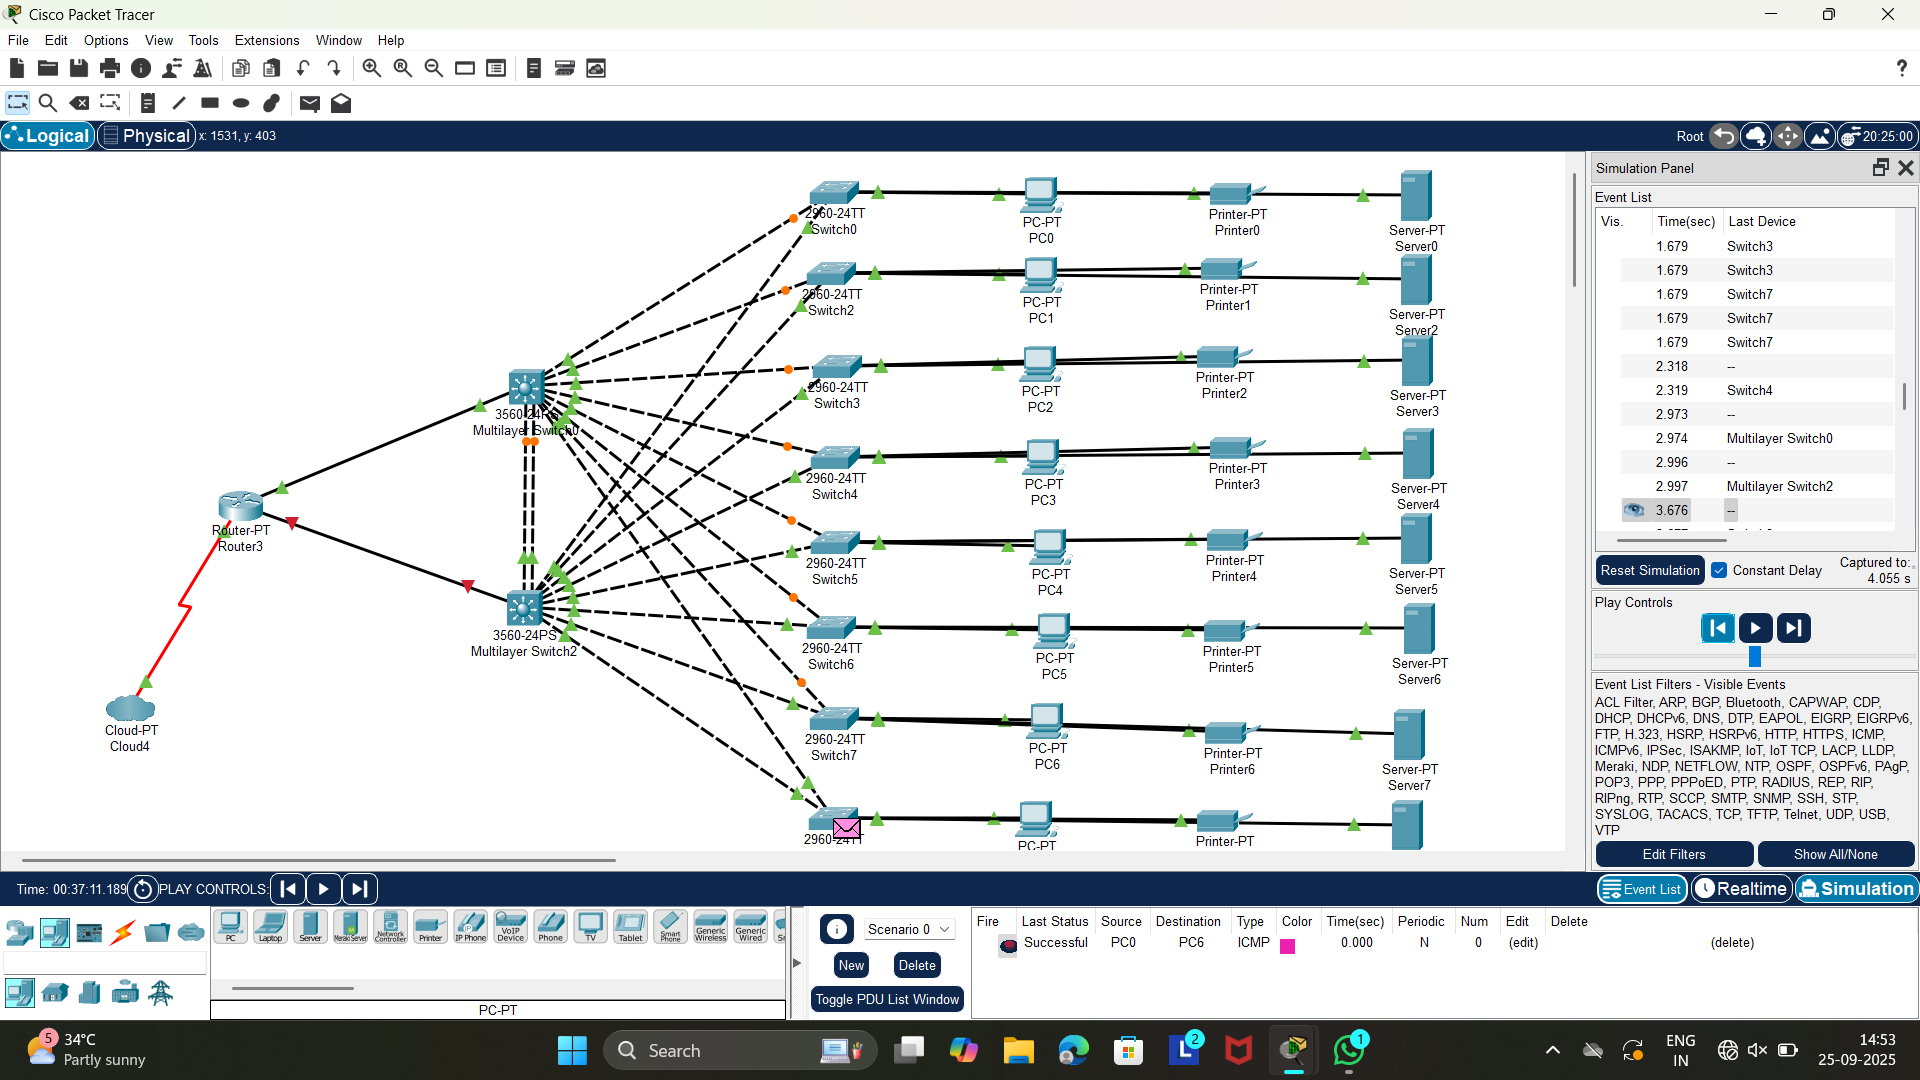 Cisco Packet Tracer
File Edit Options View Tools Extensions Window Help
?
Logical Physical x: 1531, y: 403
Root 20:25:00
2960-24TT
Switch0
PC-PT
PC0
Printer-PT
Printer0
Server-PT
Server0
2960-24TT
Switch2
PC-PT
PC1
Printer-PT
Printer1
Server-PT
Server2
2960-24TT
Switch3
PC-PT
PC2
Printer-PT
Printer2
Server-PT
Server3
3560-24PS
Multilayer Switch0
2960-24TT
Switch4
PC-PT
PC3
Printer-PT
Printer3
Server-PT
Server4
Router-PT
Router3
2960-24TT
Switch5
PC-PT
PC4
Printer-PT
Printer4
Server-PT
Server5
3560-24PS
Multilayer Switch2
2960-24TT
Switch6
PC-PT
PC5
Printer-PT
Printer5
Server-PT
Server6
Cloud-PT
Cloud4
2960-24TT
Switch7
PC-PT
PC6
Printer-PT
Printer6
Server-PT
Server7
2960-24TT
PC-PT
Printer-PT
Simulation Panel
Event List
Vis. Time(sec) Last Device
1.679 Switch3
1.679 Switch3
1.679 Switch7
1.679 Switch7
1.679 Switch7
2.318 --
2.319 Switch4
2.973 --
2.974 Multilayer Switch0
2.996 --
2.997 Multilayer Switch2
3.676 --
Reset Simulation Constant Delay Captured to:
4.055 s
Play Controls
Event List Filters - Visible Events
ACL Filter, ARP, BGP, Bluetooth, CAPWAP, CDP,
DHCP, DHCPv6, DNS, DTP, EAPOL, EIGRP, EIGRPv6,
FTP, H.323, HSRP, HSRPv6, HTTP, HTTPS, ICMP,
ICMPv6, IPSec, ISAKMP, IoT, IoT TCP, LACP, LLDP,
Meraki, NDP, NETFLOW, NTP, OSPF, OSPFv6, PAgP,
POP3, PPP, PPPoED, PTP, RADIUS, REP, RIP,
RIPng, RTP, SCCP, SMTP, SNMP, SSH, STP,
SYSLOG, TACACS, TCP, TFTP, Telnet, UDP, USB,
VTP
Edit Filters Show All/None
Time: 00:37:11.189 PLAY CONTROLS:
Event List Realtime Simulation
PC Laptop Server Meraki Server Network Controller Printer IP Phone VoIP Device Phone TV Tablet Smart Phone Generic Wireless Generic Wired
PC-PT
Scenario 0
New Delete
Toggle PDU List Window
Fire Last Status Source Destination Type Color Time(sec) Periodic Num Edit Delete
Successful PC0 PC6 ICMP 0.000 N 0 (edit) (delete)
5
34°C
Partly sunny
Search
2
1
ENG
IN
14:53
25-09-2025